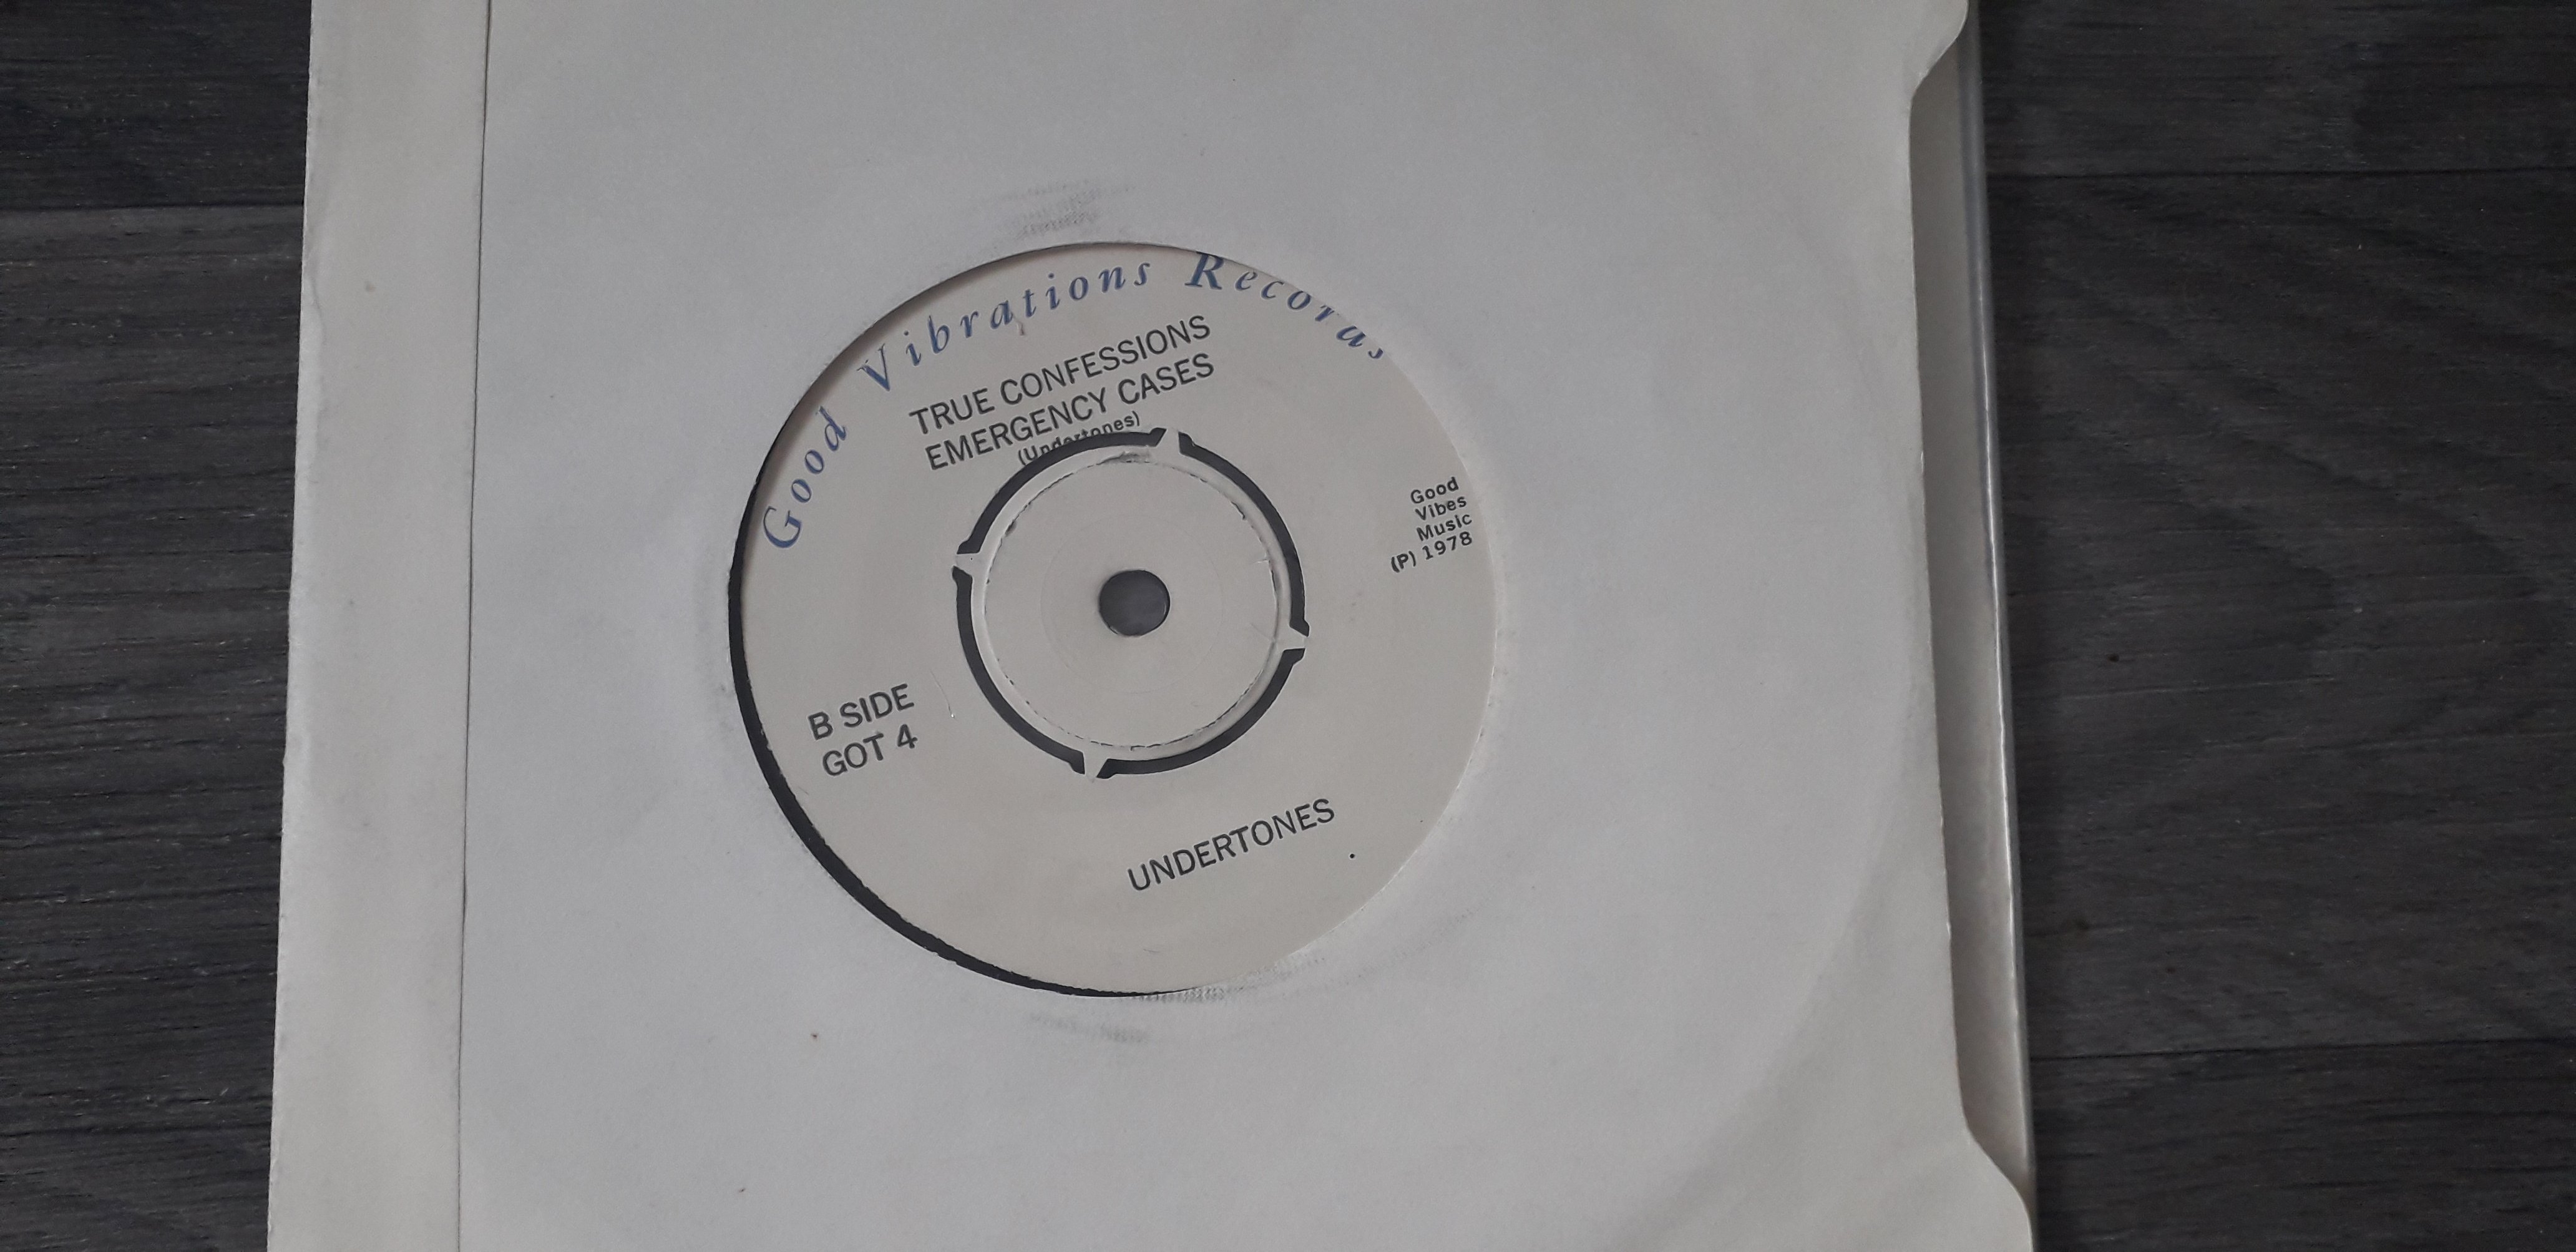 Good Vibrations Records
TRUE CONFESSIONS
EMERGENCY CASES
(Undertones)
Good
Vibes
Music
(P) 1978
B SIDE
GOT 4
UNDERTONES